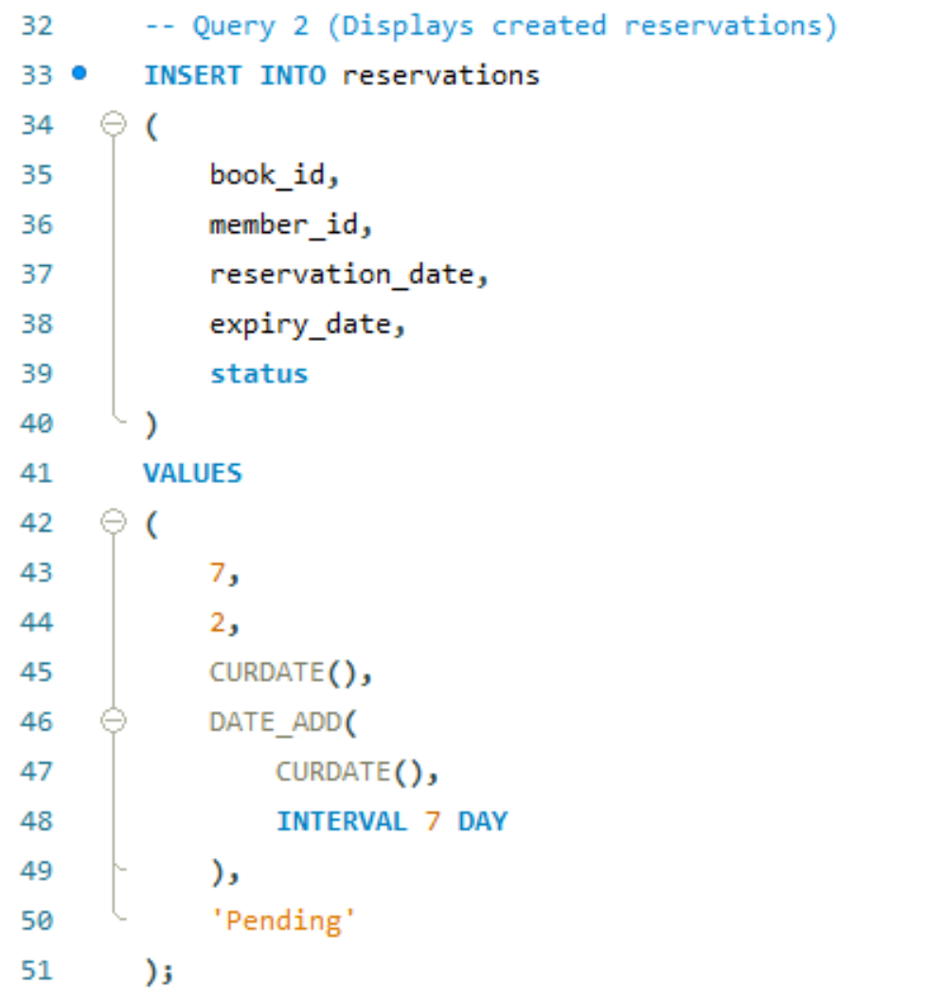 32 -- Query 2 (Displays created reservations)
33 INSERT INTO reservations
34 (
35 book_id,
36 member_id,
37 reservation_date,
38 expiry_date,
39 status
40 )
41 VALUES
42 (
43 7,
44 2,
45 CURDATE(),
46 DATE_ADD(
47 CURDATE(),
48 INTERVAL 7 DAY
49 ),
50 'Pending'
51 );